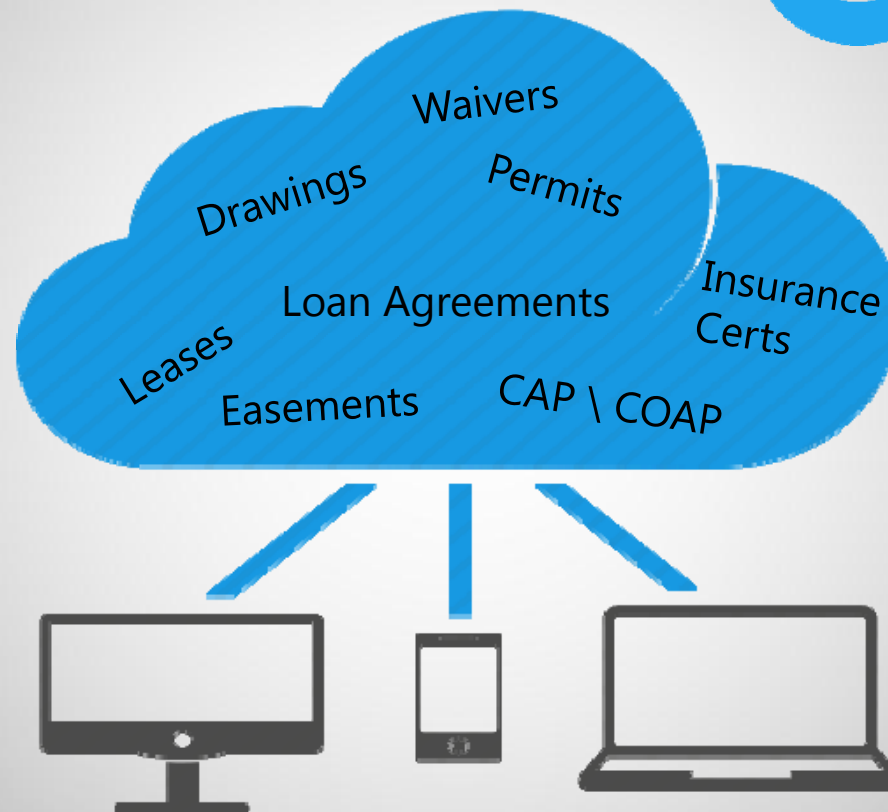 Waivers
Drawings
Permits
Loan Agreements
Insurance
Certs
Leases
Easements
CAP \ COAP